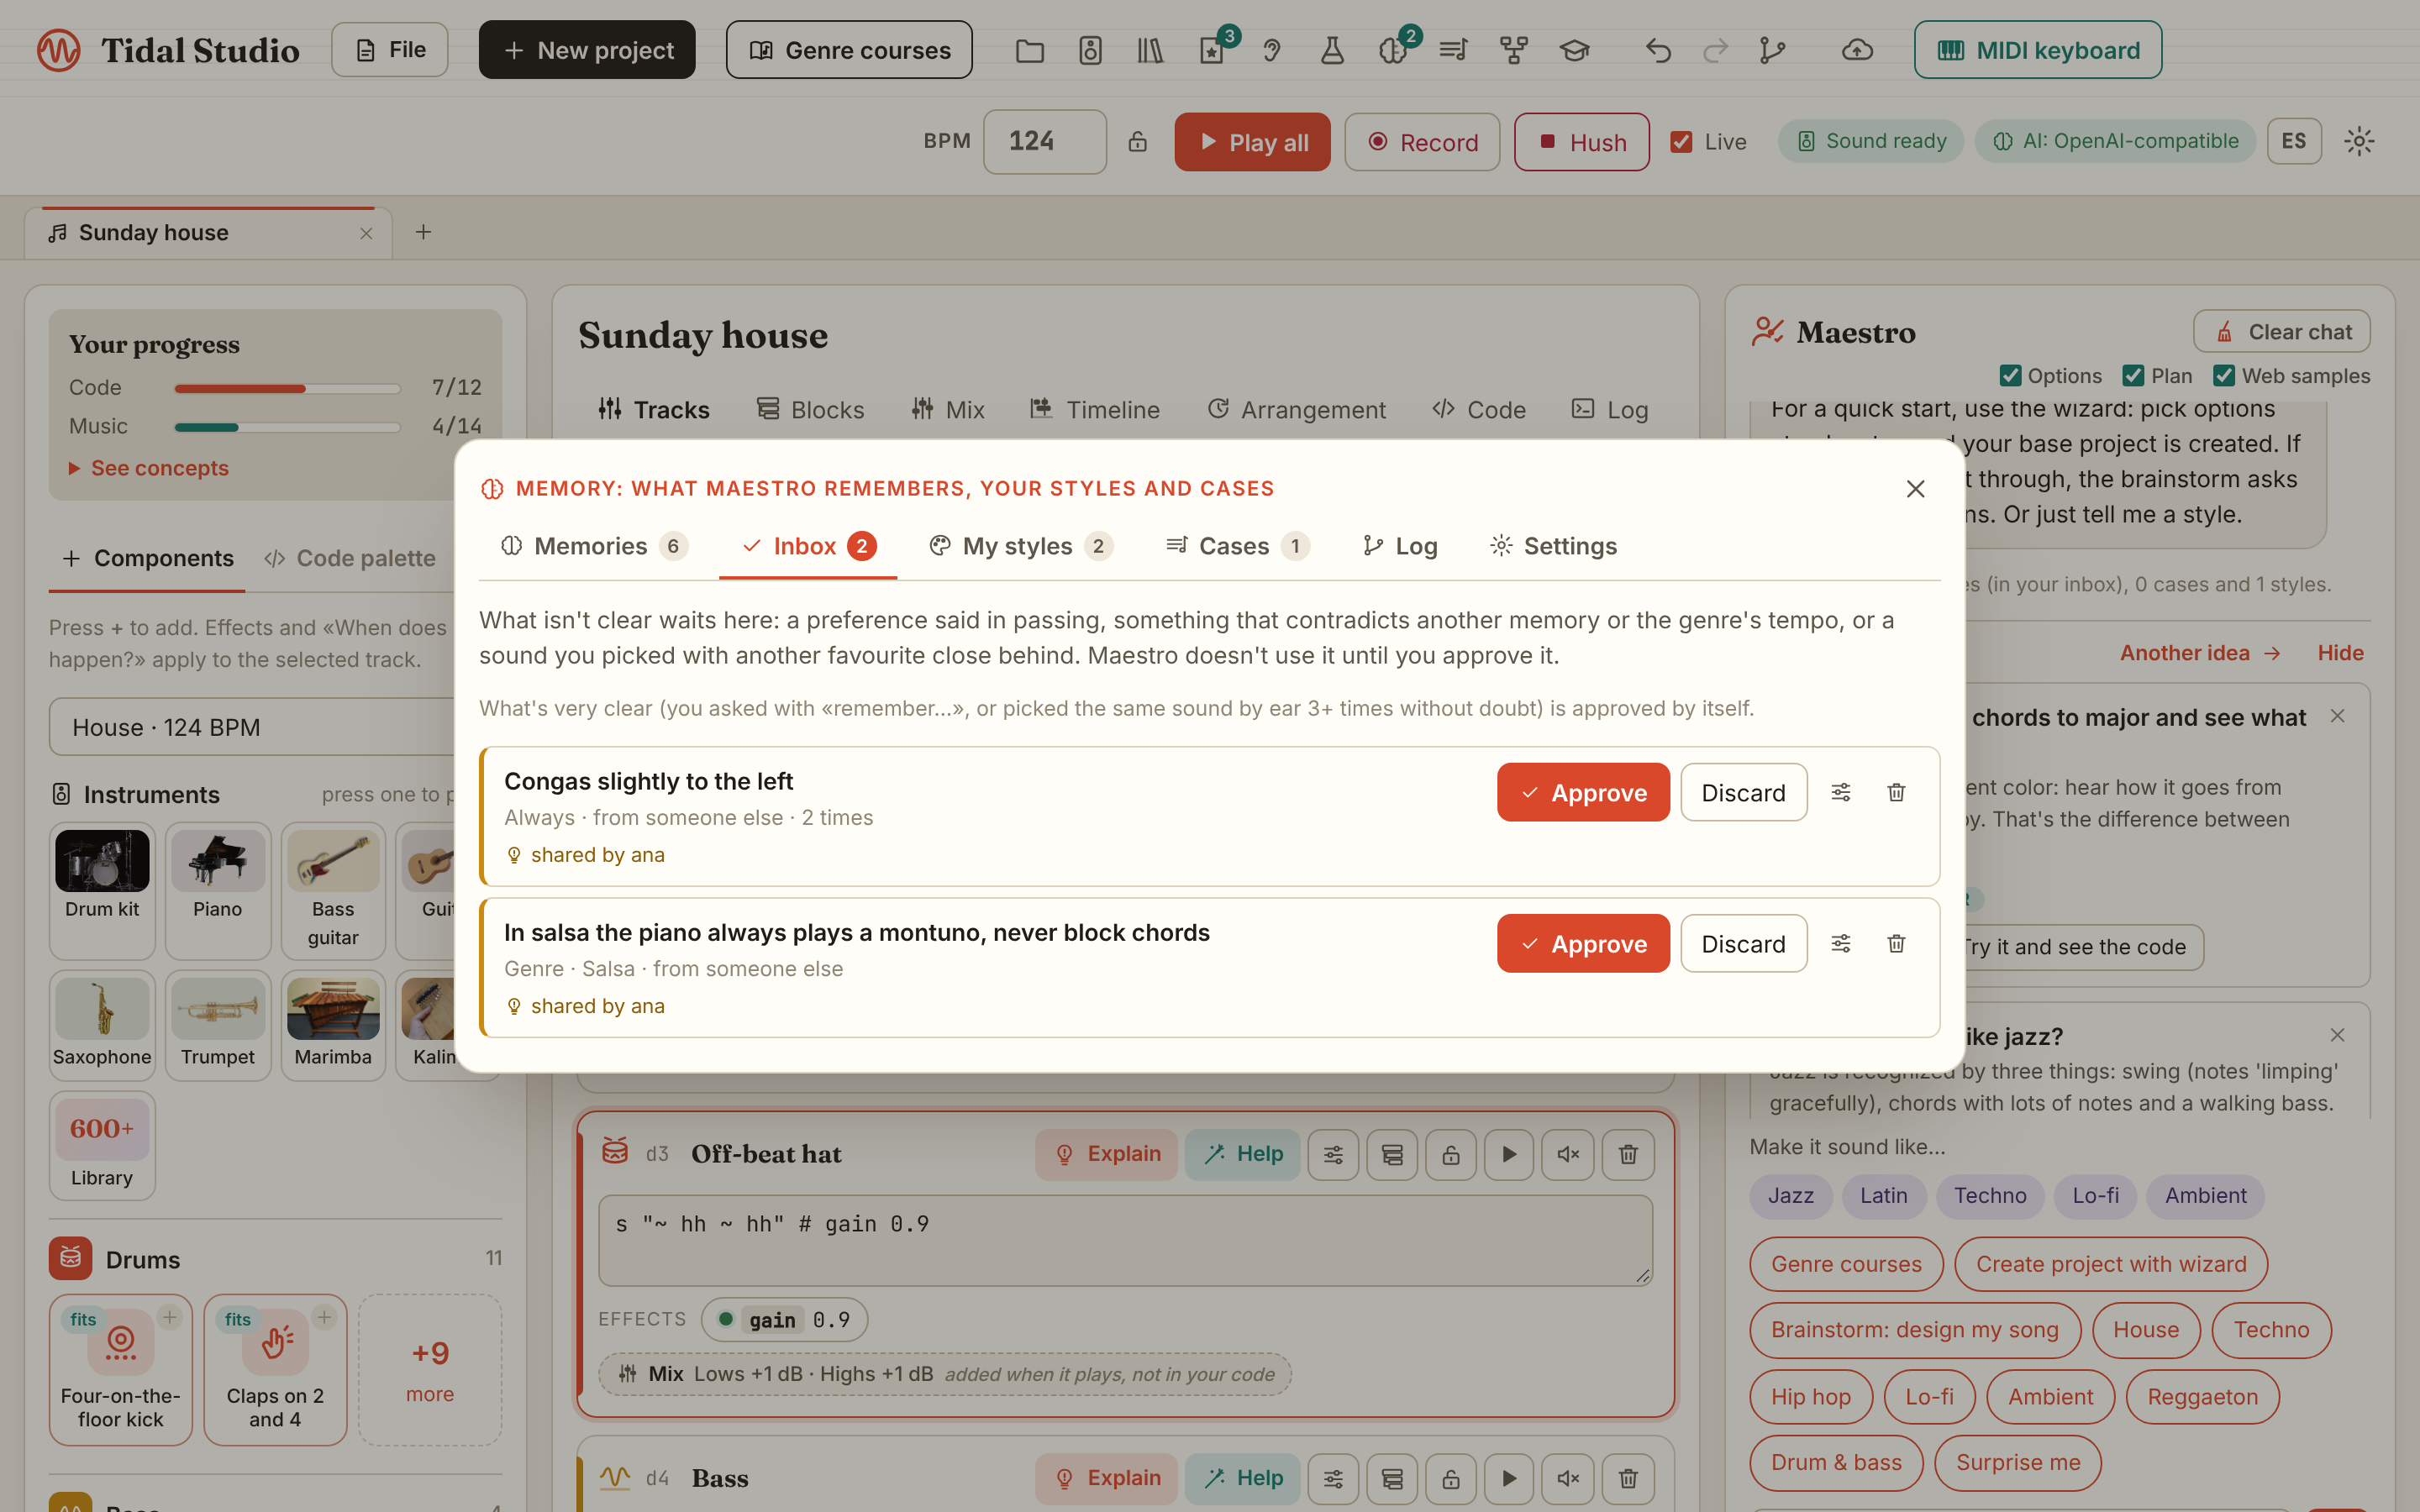 Tidal Studio
File
New project
Genre courses
3
2
MIDI keyboard
BPM
124
Play all
Record
Hush
Live
Sound ready
AI: OpenAI-compatible
ES
Sunday house
Your progress
Code
7/12
Music
4/14
See concepts
Components
Code palette
Press + to add. Effects and «When does
happen?» apply to the selected track.
House · 124 BPM
Instruments
press one to
Drum kit
Piano
Bass
guitar
Saxophone
Trumpet
Marimba
600+
Library
Drums
11
fits
Four-on-the-
floor kick
fits
Claps on 2
and 4
+9
more
Sunday house
Tracks
Blocks
Mix
Timeline
Arrangement
Code
Log
MEMORY: WHAT MAESTRO REMEMBERS, YOUR STYLES AND CASES
Memories 6
Inbox 2
My styles 2
Cases 1
Log
Settings
What isn't clear waits here: a preference said in passing, something that contradicts another memory or the genre's tempo, or a
sound you picked with another favourite close behind. Maestro doesn't use it until you approve it.
What's very clear (you asked with «remember…», or picked the same sound by ear 3+ times without doubt) is approved by itself.
Congas slightly to the left
Always · from someone else · 2 times
shared by ana
Approve
Discard
In salsa the piano always plays a montuno, never block chords
Genre · Salsa · from someone else
shared by ana
Approve
Discard
d3
Off-beat hat
Explain
Help
s "~ hh ~ hh" # gain 0.9
EFFECTS
gain 0.9
Mix Lows +1 dB · Highs +1 dB added when it plays, not in your code
d4
Bass
Explain
Help
Maestro
Clear chat
Options
Plan
Web samples
For a quick start, use the wizard: pick options
your base project is created. If
through, the brainstorm asks
Or just tell me a style.
(in your inbox), 0 cases and 1 styles.
Another idea →
Hide
chords to major and see what
color: hear how it goes from
That's the difference between
Try it and see the code
like jazz?
Jazz is recognized by three things: swing (notes 'limping'
gracefully), chords with lots of notes and a walking bass.
Make it sound like...
Jazz
Latin
Techno
Lo-fi
Ambient
Genre courses
Create project with wizard
Brainstorm: design my song
House
Techno
Hip hop
Lo-fi
Ambient
Reggaeton
Drum & bass
Surprise me